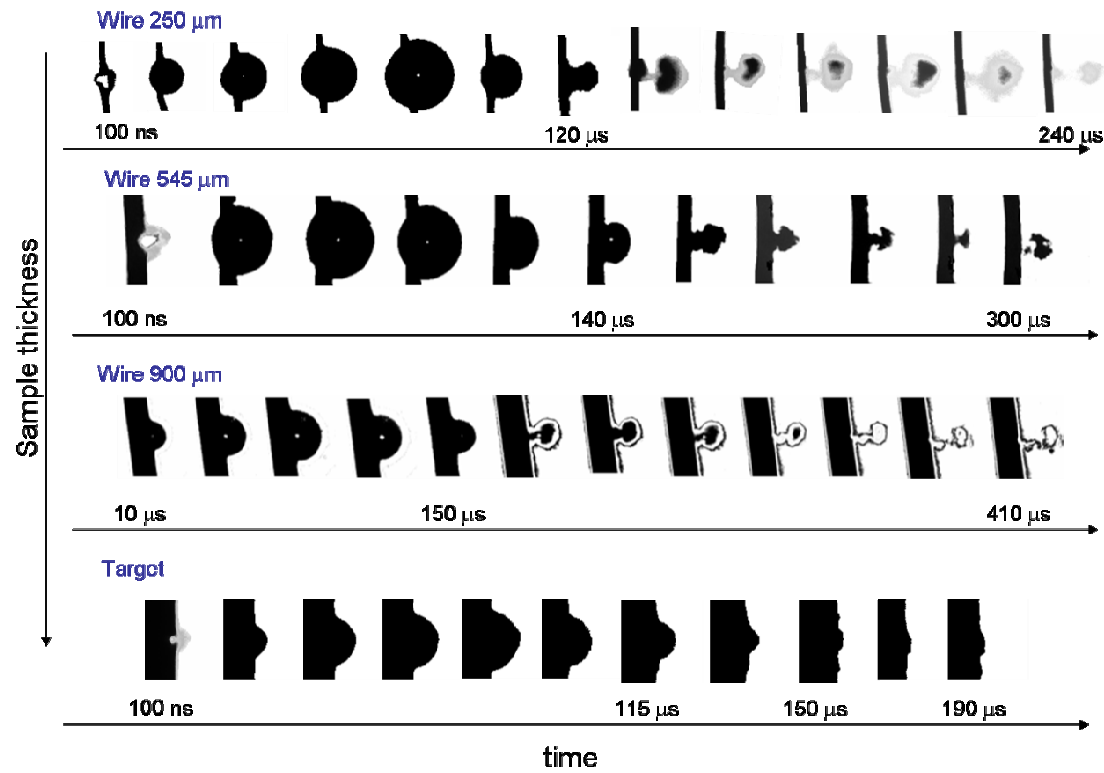 Wire 250 µm
100 ns 120 µs 240 µs
Wire 545 µm
100 ns 140 µs 300 µs
Wire 900 µm
10 µs 150 µs 410 µs
Targot
100 ns 115 µs 150 µs 190 µs
time
Sample thickness